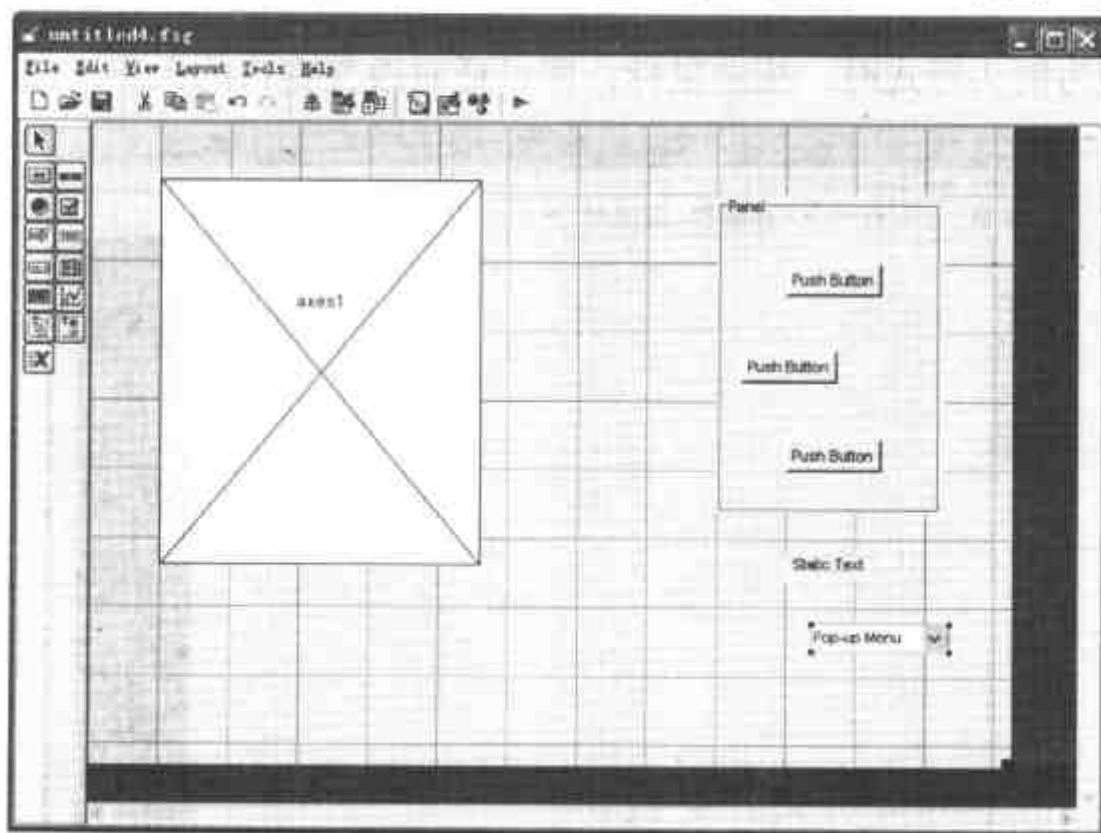 untitled4.fig
File Edit View Layout Tools Help
Panel
axes1
Push Button
Push Button
Push Button
Static Text
Pop-up Menu